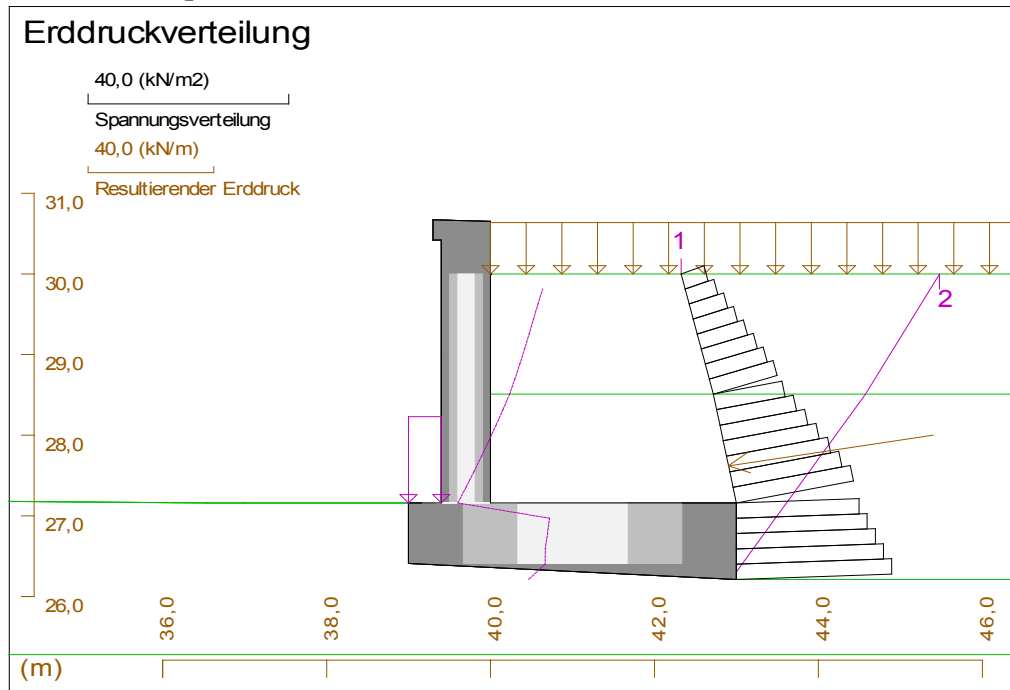 Erddruckverteilung
40,0 (kN/m2)
Spannungsverteilung
40,0 (kN/m)
Resultierender Erddruck
31,0
30,0
29,0
28,0
27,0
26,0
1
2
36,0
38,0
40,0
42,0
44,0
46,0
(m)